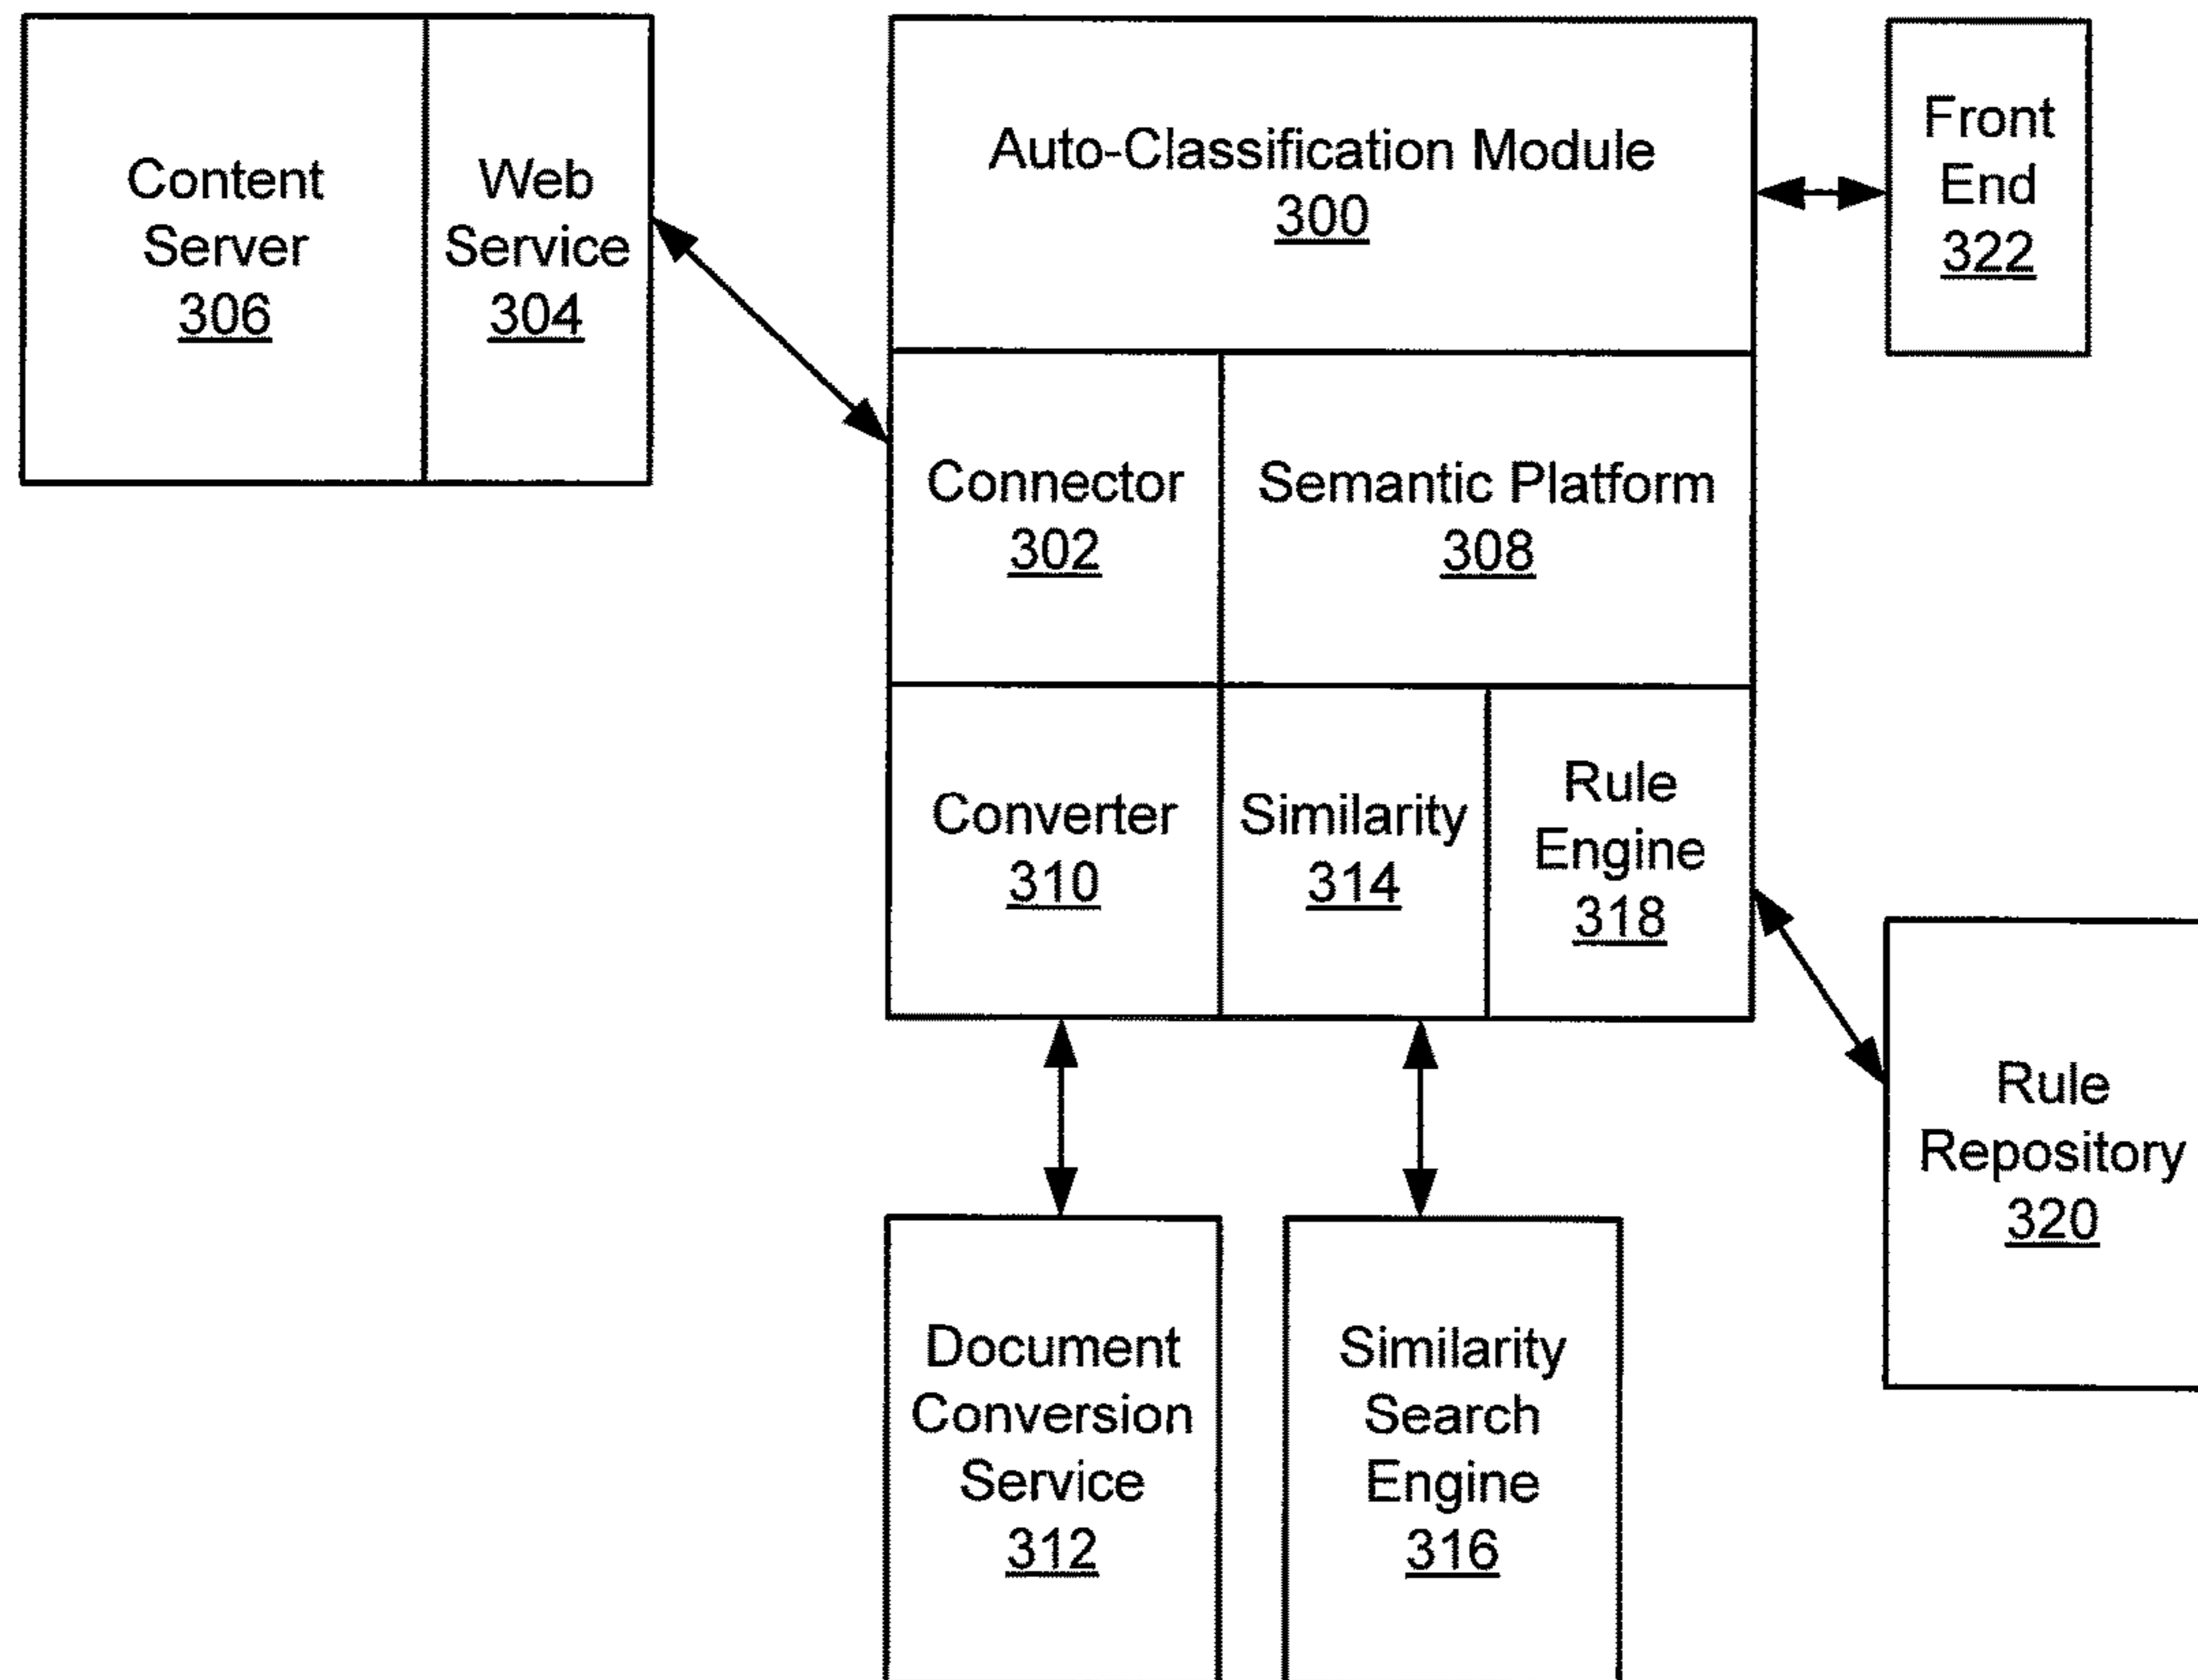 Content
Server
306
Web
Service
304
Auto-Classification Module
300
Front
End
322
Connector
302
Semantic Platform
308
Converter
310
Similarity
314
Rule
Engine
318
Rule
Repository
320
Document
Conversion
Service
312
Similarity
Search
Engine
316